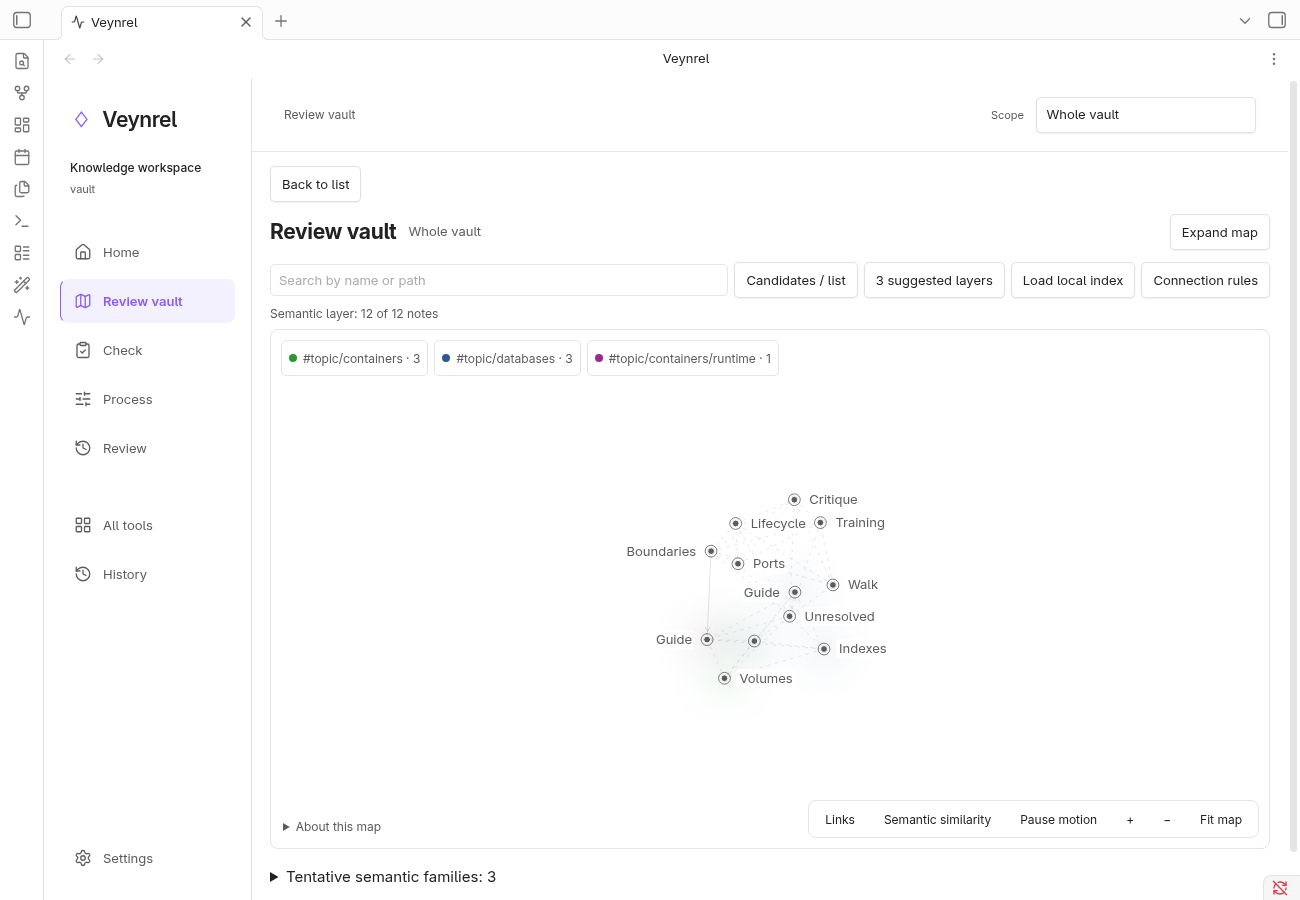 Veynrel
Veynrel
Veynrel
Knowledge workspace
vault
Home
Review vault
Check
Process
Review
All tools
History
Settings
Review vault
Scope
Whole vault
Back to list
Review vault Whole vault
Expand map
Search by name or path
Candidates / list
3 suggested layers
Load local index
Connection rules
Semantic layer: 12 of 12 notes
#topic/containers · 3
#topic/databases · 3
#topic/containers/runtime · 1
Critique
Lifecycle
Training
Boundaries
Ports
Walk
Guide
Unresolved
Guide
Indexes
Volumes
About this map
Links
Semantic similarity
Pause motion
+
−
Fit map
Tentative semantic families: 3